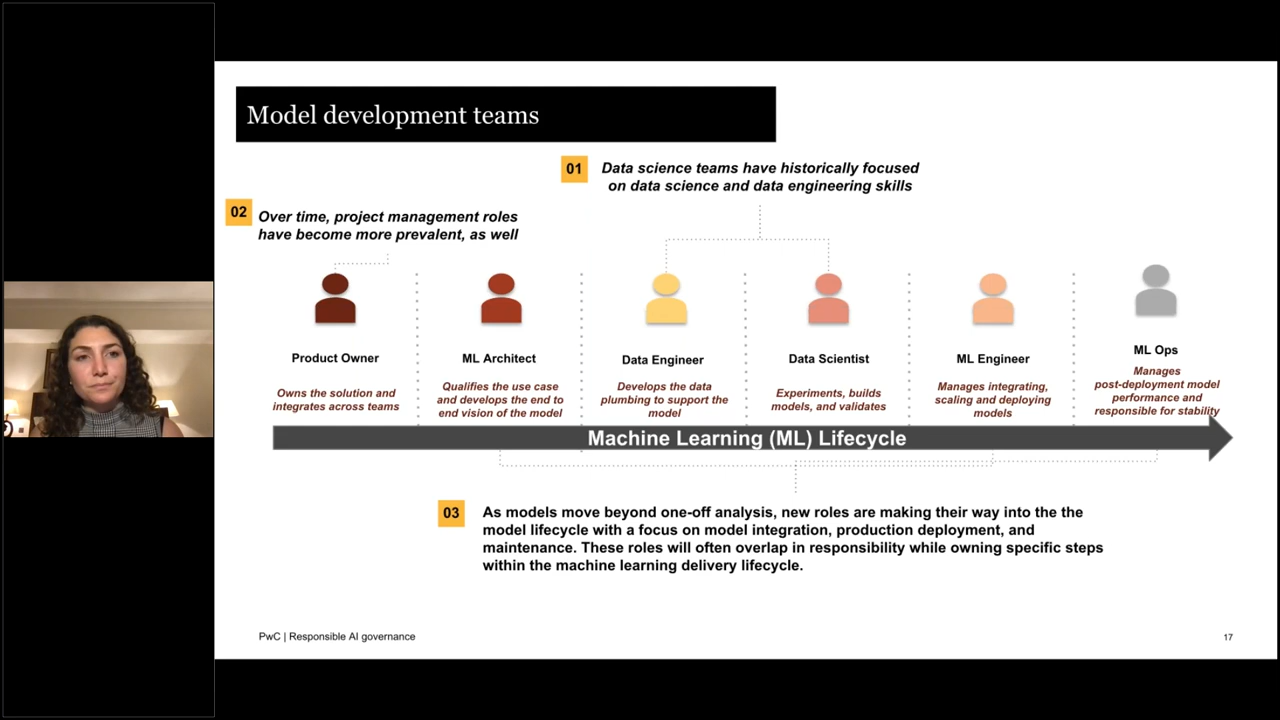 Model development teams
01
Data science teams have historically focused
on data science and data engineering skills
02
Over time, project management roles
have become more prevalent, as well
Product Owner
Owns the solution and
integrates across teams
ML Architect
Qualifies the use case
and develops the end to
end vision of the model
Data Engineer
Develops the data
plumbing to support the
model
Data Scientist
Experiments, builds
models, and validates
ML Engineer
Manages integrating,
scaling and deploying
models
ML Ops
Manages
post-deployment model
performance and
responsible for stability
Machine Learning (ML) Lifecycle
03
As models move beyond one-off analysis, new roles are making their way into the the
model lifecycle with a focus on model integration, production deployment, and
maintenance. These roles will often overlap in responsibility while owning specific steps
within the machine learning delivery lifecycle.
PwC | Responsible AI governance
17